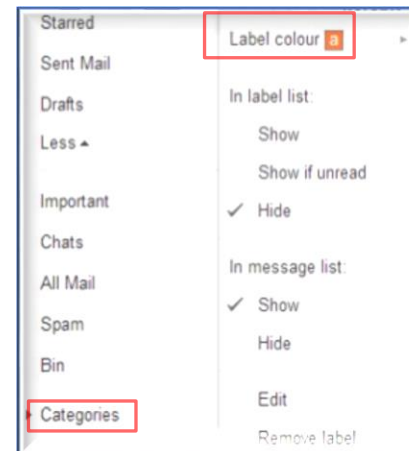 Starred
Sent Mail
Drafts
Less
Important
Chats
All Mail
Spam
Bin
Categories
Label colour a
In label list:
Show
Show if unread
Hide
In message list:
Show
Hide
Edit
Remove label